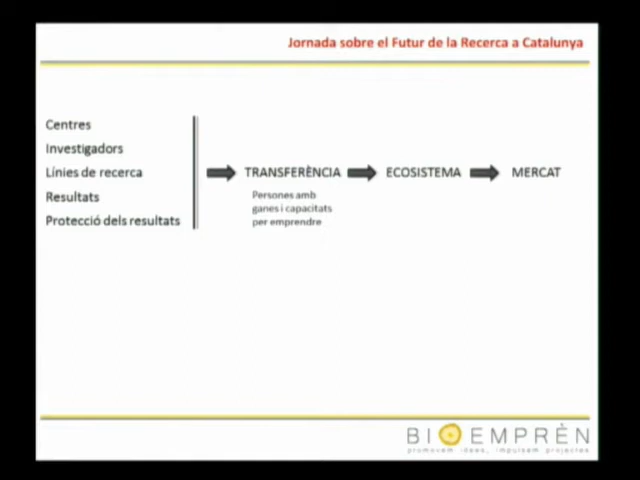 Jornada sobre el Futur de la Recerca a Catalunya
Centres
Investigadors
Línies de recerca
Resultats
Protecció dels resultats
TRANSFERÈNCIA
Persones amb
ganes i capacitats
per emprendre
ECOSISTEMA
MERCAT
BIOEMPRÈN
promovem idees, impulsem projectes